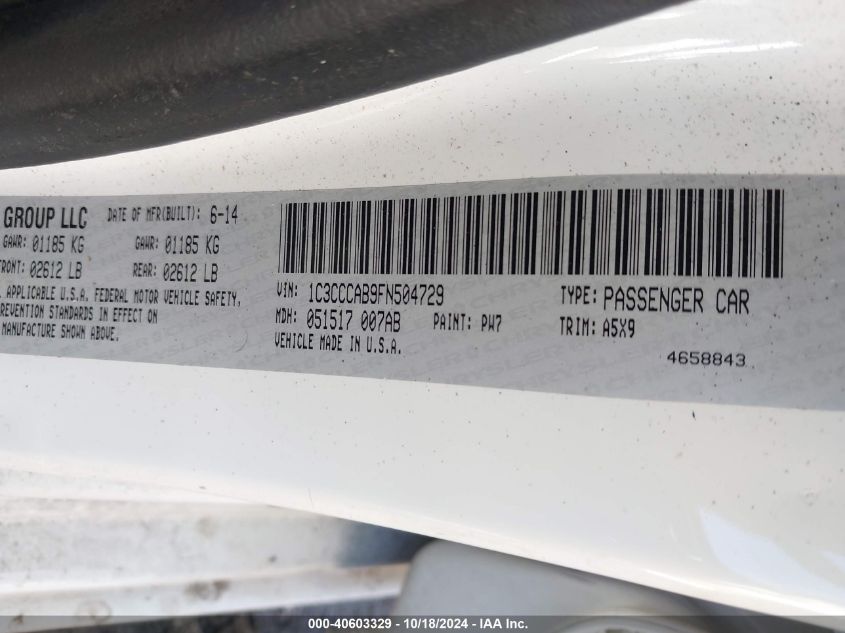 GROUP LLC DATE OF MFR(BUILT): 6-14
GAWR: 01185 KG GAWR: 01185 KG
FRONT: 02612 LB REAR: 02612 LB
APPLICABLE U.S.A. FEDERAL MOTOR VEHICLE SAFETY,
PREVENTION STANDARDS IN EFFECT ON
MANUFACTURE SHOWN ABOVE.
VIN: 1C3CCCAB9FN504729 TYPE: PASSENGER CAR
MDH: 051517 007AB PAINT: PW7 TRIM: A5X9
VEHICLE MADE IN U.S.A.
4658843
000-40603329 | 10/18/2024 - IAA Inc.